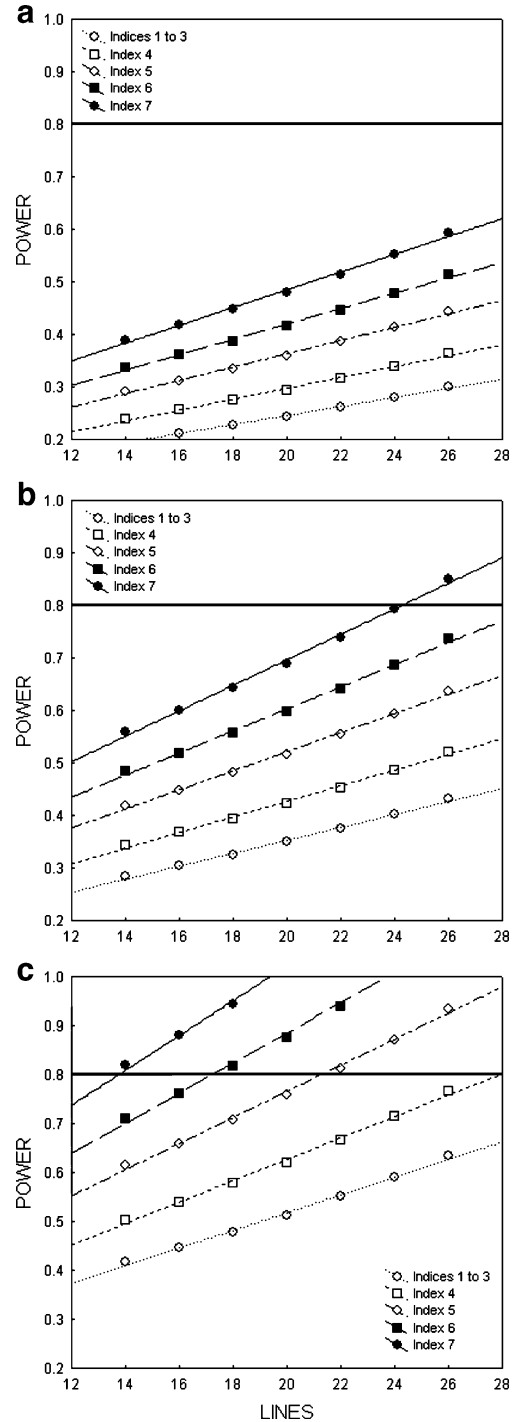 a
1.0
0.9
0.8
0.7
0.6
0.5
0.4
0.3
0.2
POWER
Indices 1 to 3
Index 4
Index 5
Index 6
Index 7
12 14 16 18 20 22 24 26 28
b
1.0
0.9
0.8
0.7
0.6
0.5
0.4
0.3
0.2
POWER
Indices 1 to 3
Index 4
Index 5
Index 6
Index 7
12 14 16 18 20 22 24 26 28
c
1.0
0.9
0.8
0.7
0.6
0.5
0.4
0.3
0.2
POWER
Indices 1 to 3
Index 4
Index 5
Index 6
Index 7
12 14 16 18 20 22 24 26 28
LINES